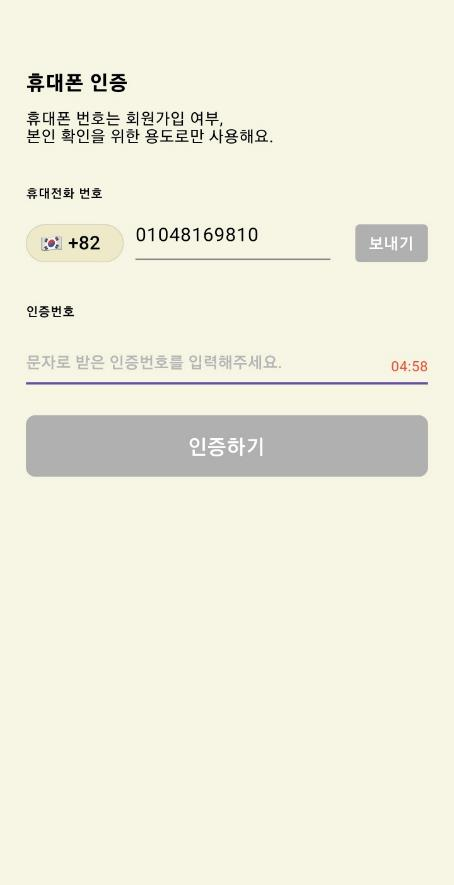 휴대폰 인증
휴대폰 번호는 회원가입 여부,
본인 확인을 위한 용도로만 사용해요.
휴대전화 번호
🇰🇷 +82 01048169810 보내기
인증번호
문자로 받은 인증번호를 입력해주세요. 04:58
인증하기